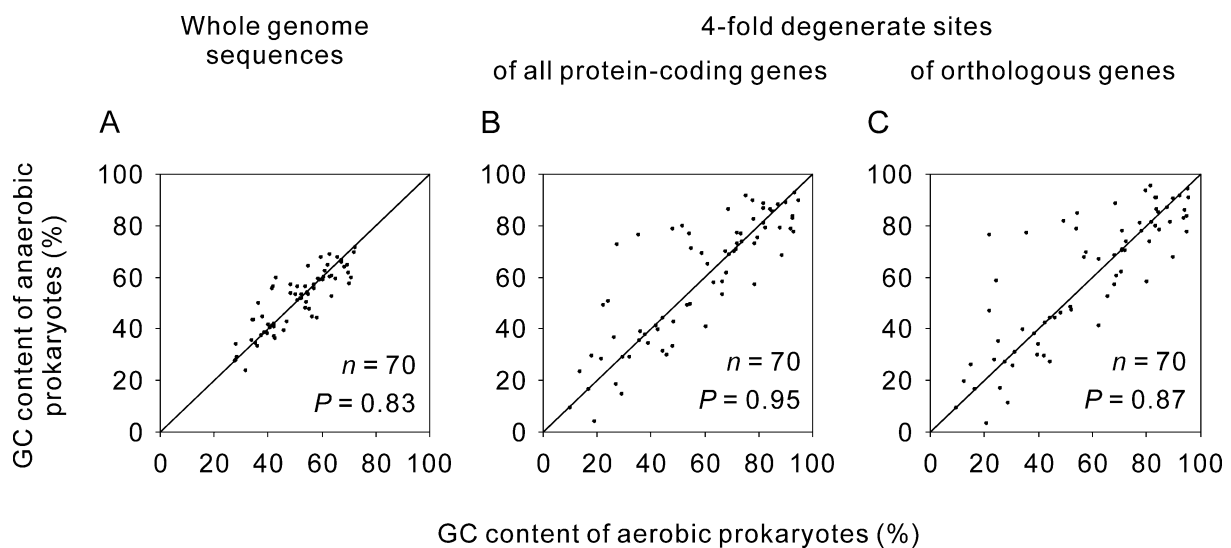 Whole genome
sequences
4-fold degenerate sites
of all protein-coding genes
of orthologous genes
A
B
C
GC content of anaerobic
prokaryotes (%)
100
80
60
40
20
0
n = 70
P = 0.83
0 20 40 60 80 100
100
80
60
40
20
0
n = 70
P = 0.95
0 20 40 60 80 100
100
80
60
40
20
0
n = 70
P = 0.87
0 20 40 60 80 100
GC content of aerobic prokaryotes (%)